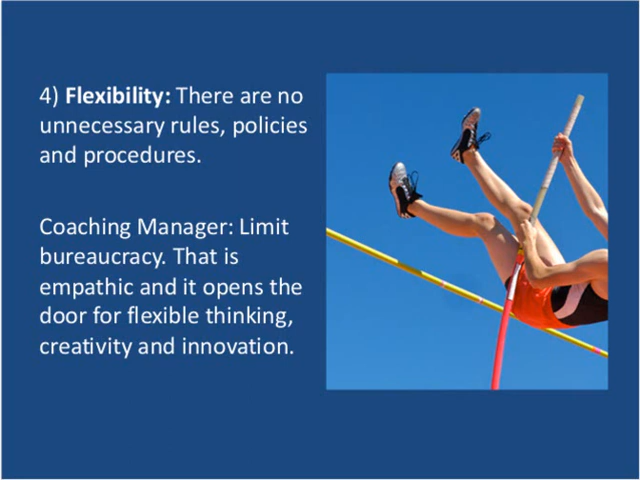 4) Flexibility: There are no
unnecessary rules, policies
and procedures.
Coaching Manager: Limit
bureaucracy. That is
empathic and it opens the
door for flexible thinking,
creativity and innovation.